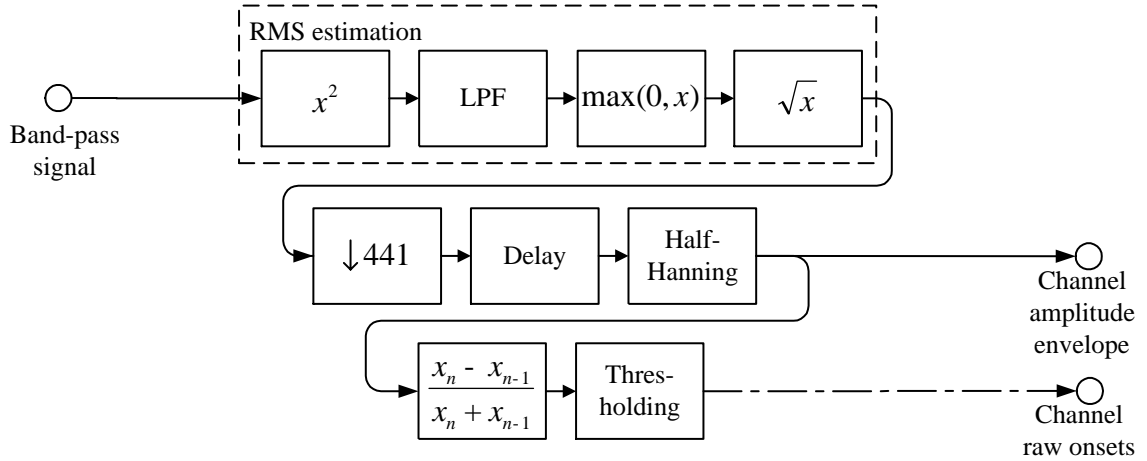 RMS estimation
x²
LPF
max(0, x)
√x
Band-pass
signal
↓441
Delay
Half-
Hanning
Channel
amplitude
envelope
xₙ - xₙ₋₁
xₙ + xₙ₋₁
Thres-
holding
Channel
raw onsets